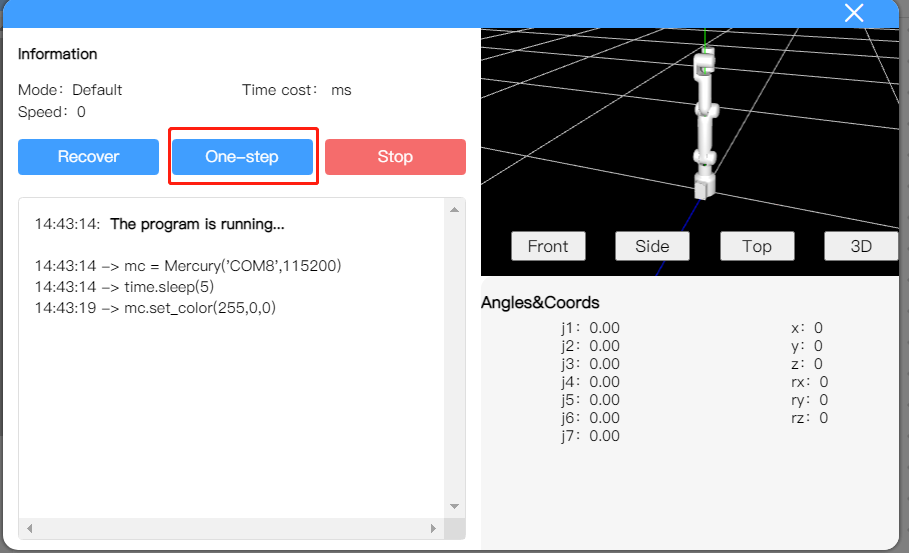 Information
Mode: Default
Time cost: ms
Speed: 0
Recover
One-step
Stop
14:43:14: The program is running...
14:43:14 -> mc = Mercury('COM8',115200)
14:43:14 -> time.sleep(5)
14:43:19 -> mc.set_color(255,0,0)
Front
Side
Top
3D
Angles&Coords
j1: 0.00
j2: 0.00
j3: 0.00
j4: 0.00
j5: 0.00
j6: 0.00
j7: 0.00
x: 0
y: 0
z: 0
rx: 0
ry: 0
rz: 0